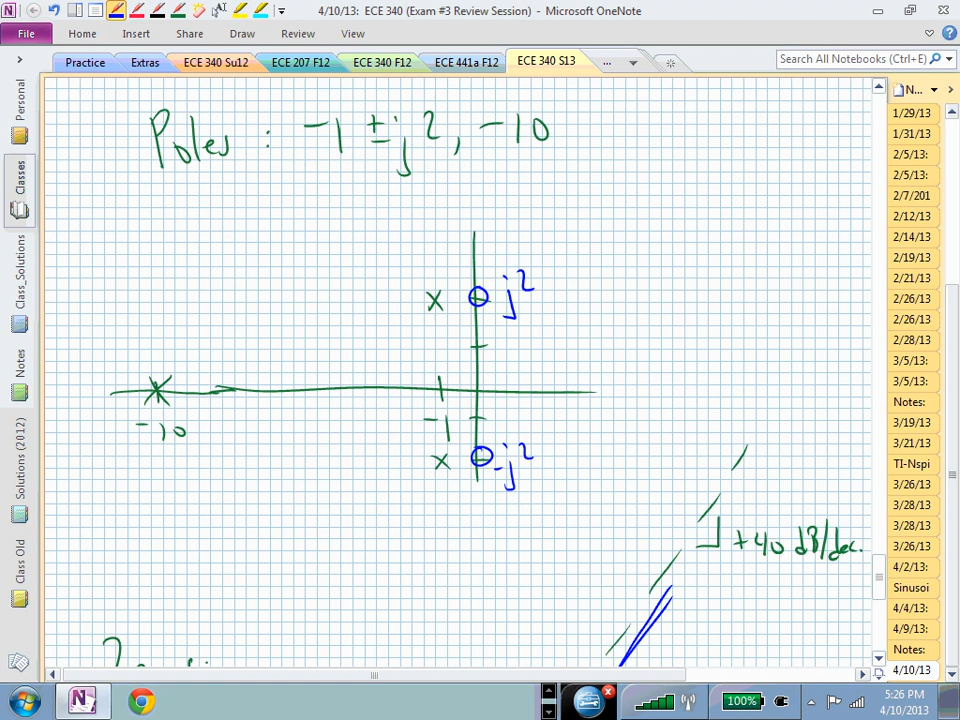 4/10/13: ECE 340 (Exam #3 Review Session) - Microsoft OneNote
File Home Insert Share Draw Review View
Practice Extras ECE 340 Su12 ECE 207 F12 ECE 340 F12 ECE 441a F12 ECE 340 S13 ... Search All Notebooks (Ctrl+E)
N...
Personal
Classes
Class_Solutions
Notes
Solutions (2012)
Class Old
Poles : -1 ± j2, -10
x j2
-10
-1
x -j2
+40 dB/dec.
1/29/13
1/31/13
2/5/13:
2/5/13:
2/7/201
2/12/13
2/14/13
2/19/13
2/21/13
2/26/13
2/26/13
2/28/13
3/5/13:
3/5/13:
Notes:
3/19/13
3/21/13
TI-Nspi
3/26/13
3/28/13
3/28/13
3/26/13
4/2/13:
Sinusoi
4/4/13:
4/9/13:
Notes:
4/10/13
100%
5:26 PM
4/10/2013